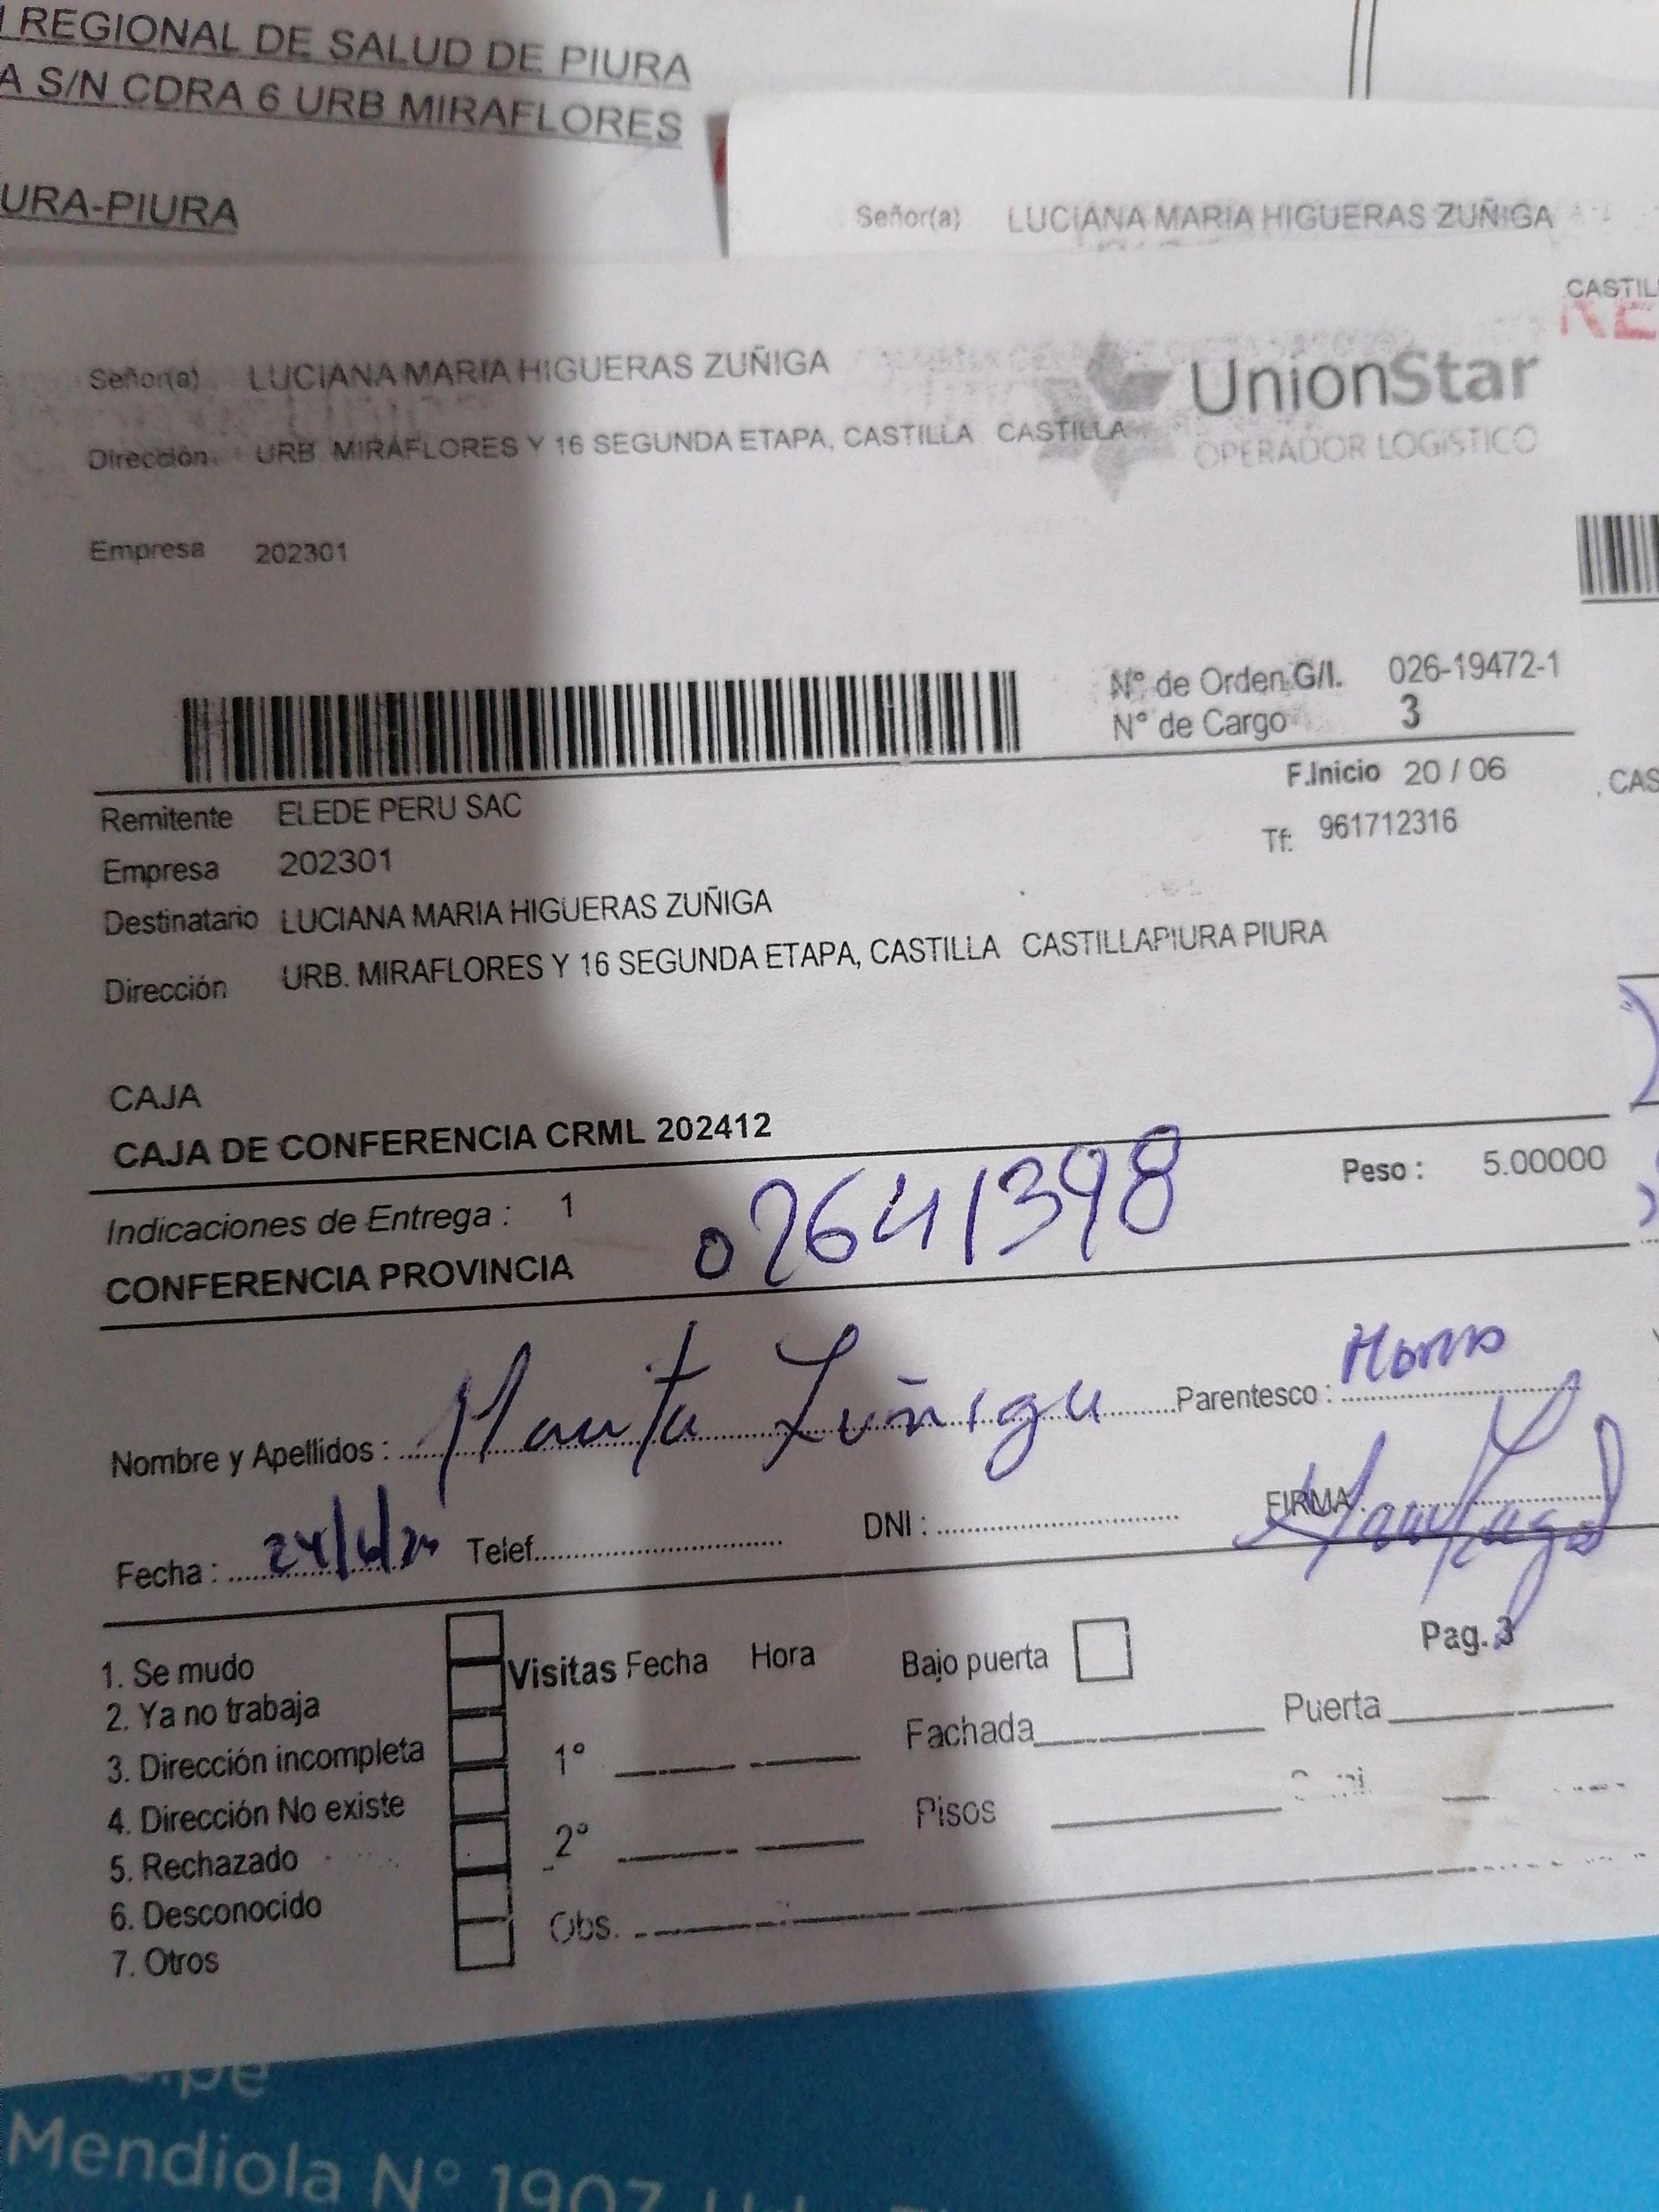 REGIONAL DE SALUD DE PIURA
A S/N CDRA 6 URB MIRAFLORES
URA-PIURA
Señor(a) LUCIANA MARIA HIGUERAS ZUÑIGA
CASTIL
RE
Señor(a) LUCIANA MARIA HIGUERAS ZUÑIGA
UnionStar
OPERADOR LOGISTICO
Dirección URB MIRAFLORES Y 16 SEGUNDA ETAPA, CASTILLA CASTILLA
Empresa 202301
Nº de Orden G/I. 026-19472-1
N° de Cargo 3
F.Inicio 20 / 06
, CAS
Remitente ELEDE PERU SAC
Tf: 961712316
Empresa 202301
Destinatario LUCIANA MARIA HIGUERAS ZUÑIGA
Dirección URB. MIRAFLORES Y 16 SEGUNDA ETAPA, CASTILLA CASTILLAPIURA PIURA
CAJA
CAJA DE CONFERENCIA CRML 202412
Indicaciones de Entrega : 1
02641398
Peso : 5.00000
CONFERENCIA PROVINCIA
Nombre y Apellidos : Zuñiga Parentesco :
Fecha : 24/6/24 Telef. DNI : FIRMA
Pag. 3
1. Se mudo
2. Ya no trabaja
3. Dirección incompleta
4. Dirección No existe
5. Rechazado
6. Desconocido
7. Otros
Visitas Fecha Hora
1°
2°
Obs.
Bajo puerta
Fachada
Puerta
Pisos
Mendiola N° 1907